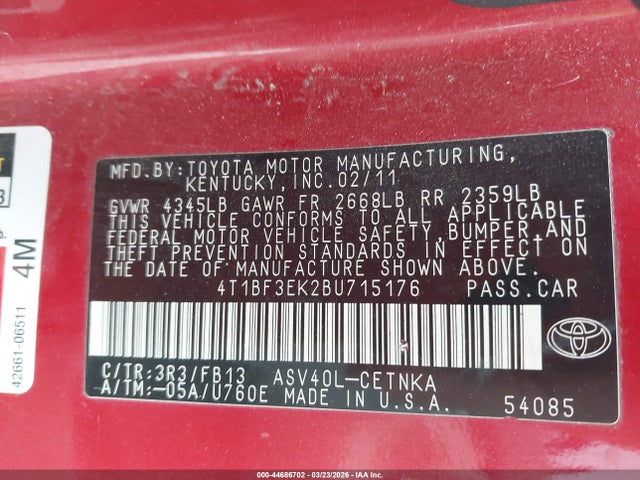 MFD.BY: TOYOTA MOTOR MANUFACTURING,
KENTUCKY, INC. 02/11
GVWR 4345LB GAWR FR 2668LB RR 2359LB
THIS VEHICLE CONFORMS TO ALL APPLICABLE
FEDERAL MOTOR VEHICLE SAFETY, BUMPER, AND
THEFT PREVENTION STANDARDS IN EFFECT ON
THE DATE OF MANUFACTURE SHOWN ABOVE.
4T1BF3EK2BU715176 PASS.CAR
C/TR:3R3/FB13 ASV40L-CETNKA
A/TM:-05A/U760E MADE IN U.S.A. 54085
TOYOTA
4M
42661-06511
000-44686702 | 03/23/2026 | IAA Inc.